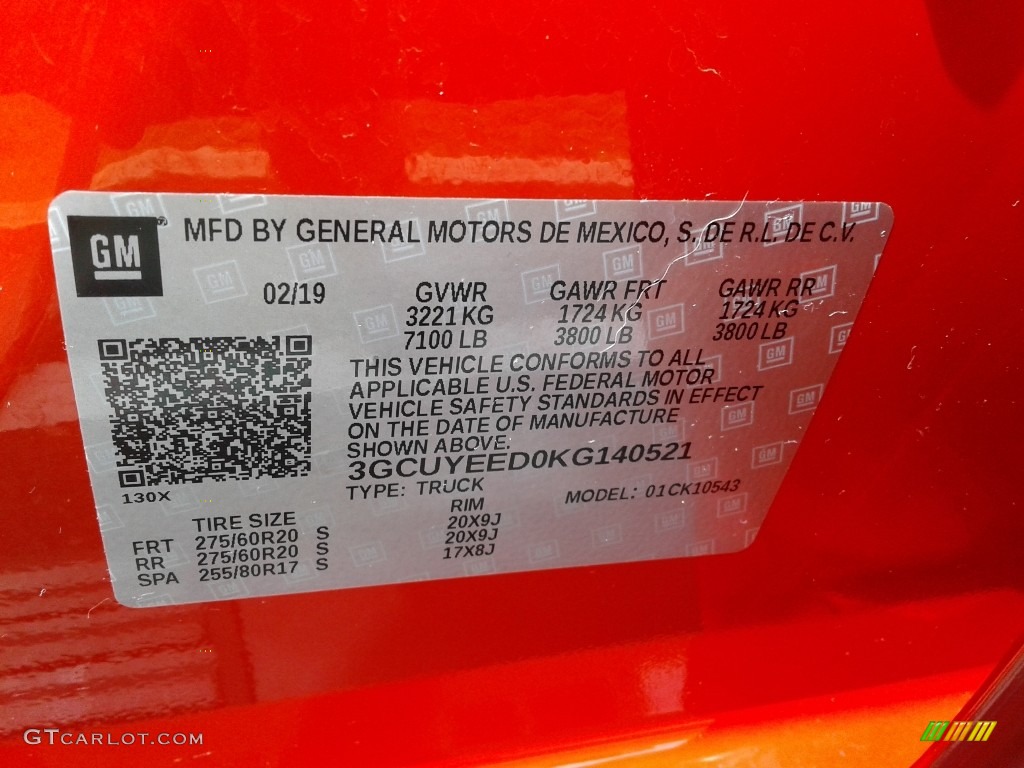 GM
MFD BY GENERAL MOTORS DE MEXICO, S. DE R.L. DE C.V.
02/19 GVWR GAWR FRT GAWR RR
3221 KG 1724 KG 1724 KG
7100 LB 3800 LB 3800 LB
THIS VEHICLE CONFORMS TO ALL
APPLICABLE U.S. FEDERAL MOTOR
VEHICLE SAFETY STANDARDS IN EFFECT
ON THE DATE OF MANUFACTURE
SHOWN ABOVE.
3GCUYEED0KG140521
130X
TYPE: TRUCK MODEL: 01CK10543
TIRE SIZE RIM
FRT 275/60R20 S 20X9J
RR 275/60R20 S 20X9J
SPA 255/80R17 S 17X8J
GTCARLOT.COM